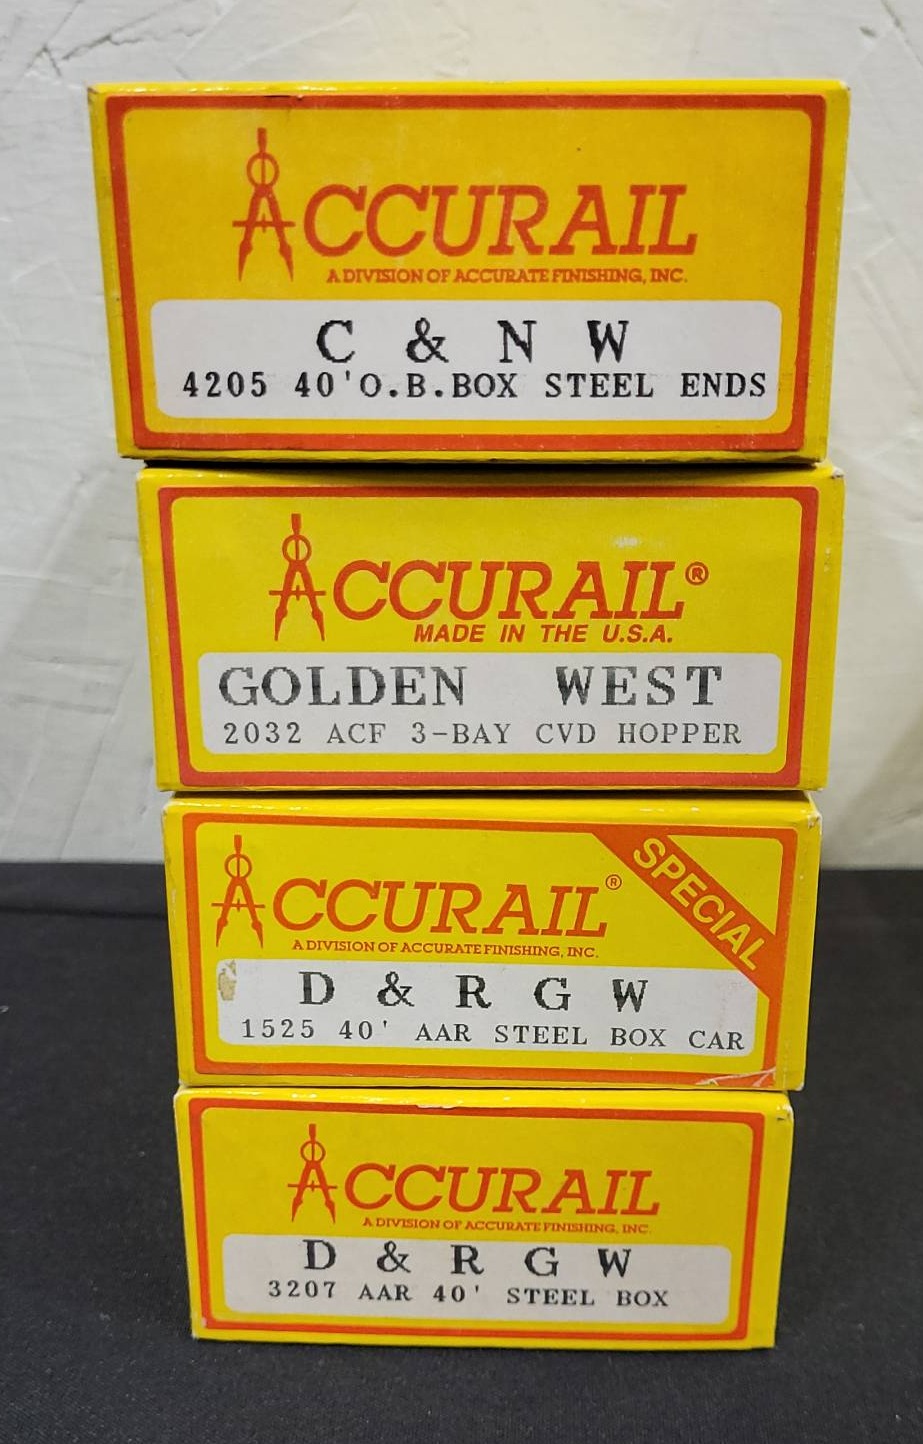 ACCURAIL
A DIVISION OF ACCURATE FINISHING, INC.
C & N W
4205 40'O.B.BOX STEEL ENDS
ACCURAIL®
MADE IN THE U.S.A.
GOLDEN WEST
2032 ACF 3-BAY CVD HOPPER
SPECIAL
ACCURAIL®
A DIVISION OF ACCURATE FINISHING, INC.
D & R G W
1525 40' AAR STEEL BOX CAR
ACCURAIL
A DIVISION OF ACCURATE FINISHING, INC.
D & R G W
3207 AAR 40' STEEL BOX